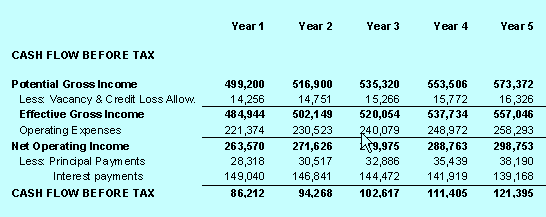 Year 1 Year 2 Year 3 Year 4 Year 5
CASH FLOW BEFORE TAX
Potential Gross Income 499,200 516,900 535,320 553,506 573,372
Less: Vacancy & Credit Loss Allow. 14,256 14,751 15,266 15,772 16,326
Effective Gross Income 484,944 502,149 520,054 537,734 557,046
Operating Expenses 221,374 230,523 240,079 248,972 258,293
Net Operating Income 263,570 271,626 288,763 298,753
Less: Principal Payments 28,318 30,517 32,886 35,439 38,190
Interest payments 149,040 146,841 144,472 141,919 139,168
CASH FLOW BEFORE TAX 86,212 94,268 102,617 111,405 121,395